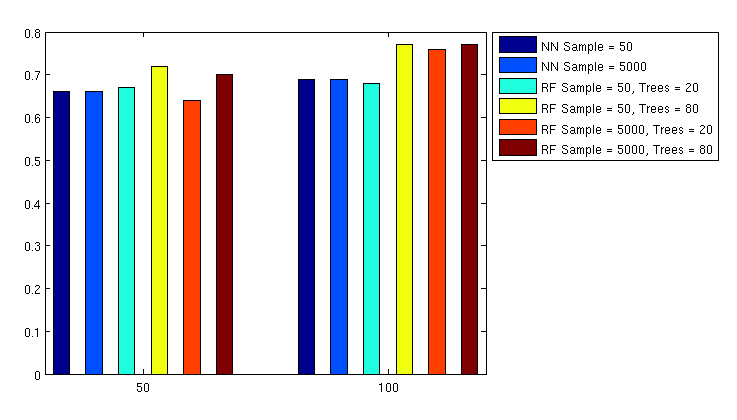 0.8
0.7
0.6
0.5
0.4
0.3
0.2
0.1
0
50
100
NN Sample = 50
NN Sample = 5000
RF Sample = 50, Trees = 20
RF Sample = 50, Trees = 80
RF Sample = 5000, Trees = 20
RF Sample = 5000, Trees = 80